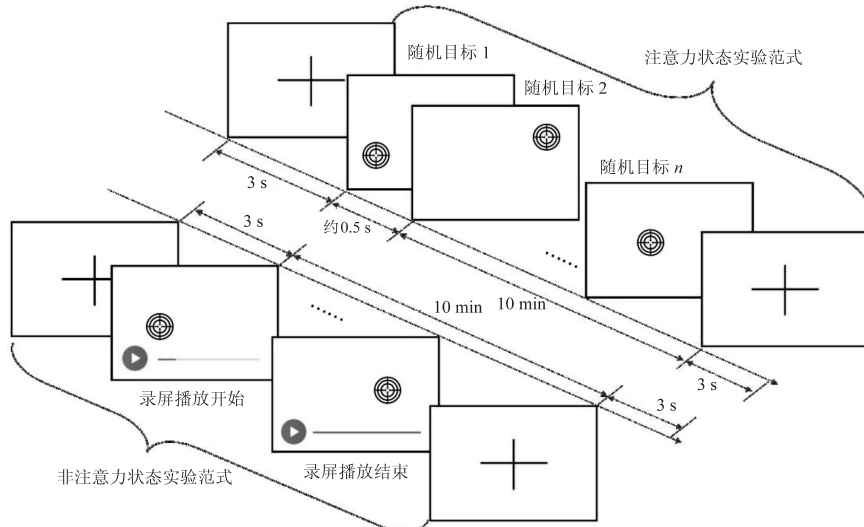 随机目标 1
注意力状态实验范式
随机目标 2
随机目标 n
3 s
3 s
约0.5 s
10 min
10 min
3 s
3 s
录屏播放开始
录屏播放结束
非注意力状态实验范式